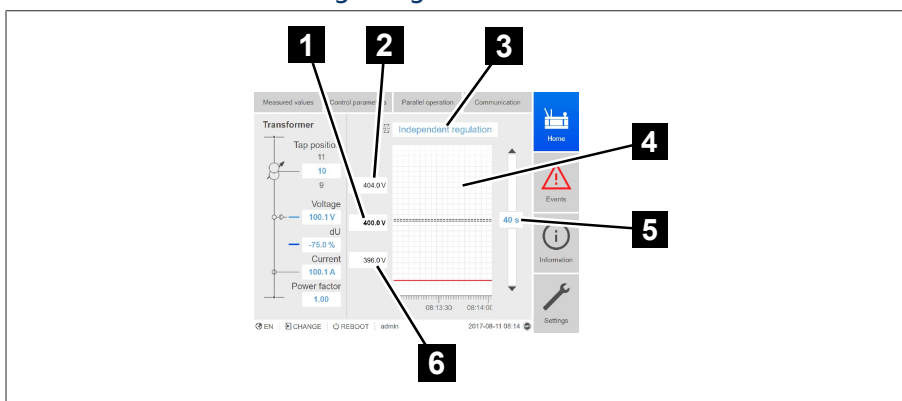 1
2
3
Measured values Control parameters Parallel operation Communication
Transformer
Independent regulation
Home
Tap position
11
10
9
404.0 V
4
Events
Voltage
100.1 V
400.0 V
40 s
5
dU
-75.0 %
Current
396.0 V
Information
100.1 A
Power factor
1.00
08:13:30 08:14:00
Settings
EN CHANGE REBOOT admin 2017-08-11 08:14
6